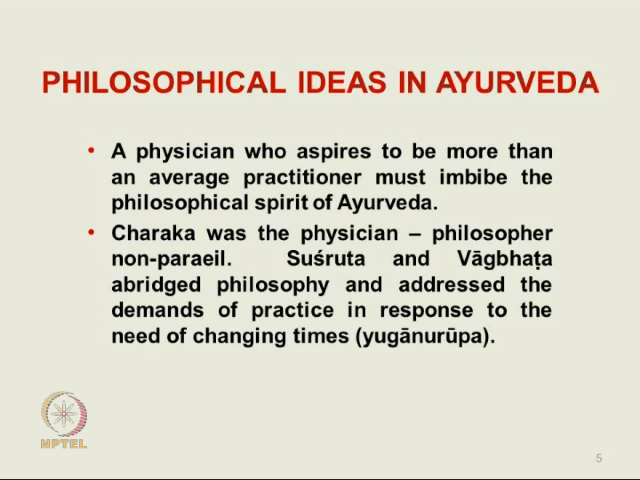 PHILOSOPHICAL IDEAS IN AYURVEDA
• A physician who aspires to be more than
an average practitioner must imbibe the
philosophical spirit of Ayurveda.
• Charaka was the physician – philosopher
non-paraeil. Suśruta and Vāgbhaṭa
abridged philosophy and addressed the
demands of practice in response to the
need of changing times (yugānurūpa).
NPTEL
5